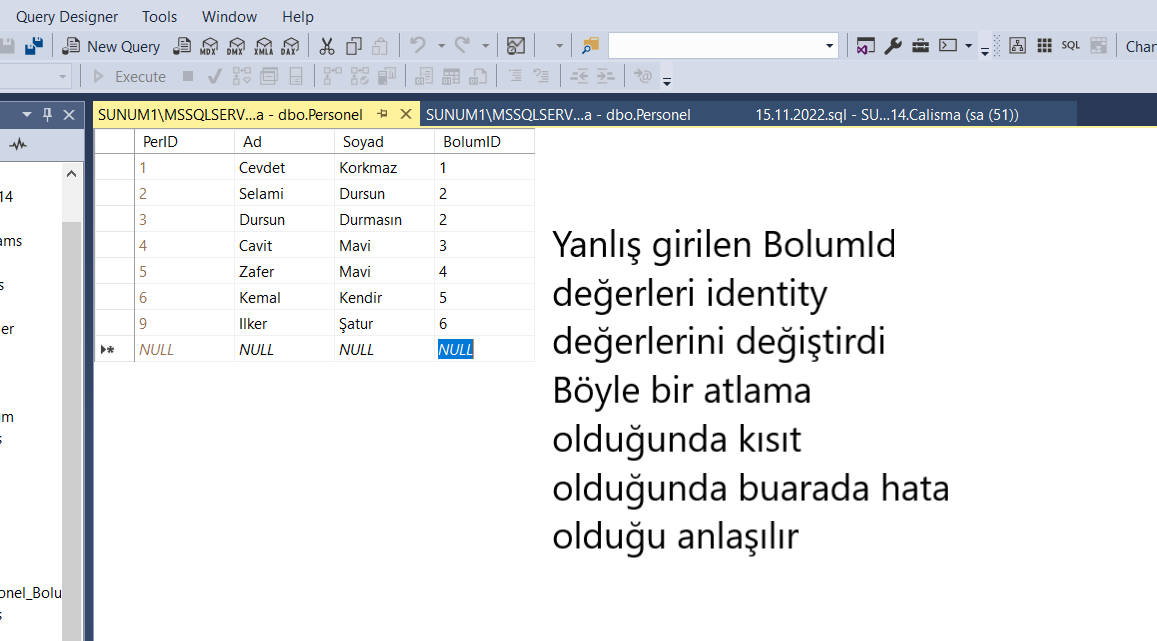 Query Designer Tools Window Help
New Query MDX DMX XMLA DAX SQL Char
Execute
SUNUM1\MSSQLSERV...a - dbo.Personel SUNUM1\MSSQLSERV...a - dbo.Personel 15.11.2022.sql - SU...14.Calisma (sa (51))
PerID Ad Soyad BolumID
1 Cevdet Korkmaz 1
2 Selami Dursun 2
3 Dursun Durmasın 2
4 Cavit Mavi 3
5 Zafer Mavi 4
6 Kemal Kendir 5
9 Ilker Şatur 6
NULL NULL NULL NULL
14
ams
s
er
m
s
onel_Bolu
s
Yanlış girilen BolumId
değerleri identity
değerlerini değiştirdi
Böyle bir atlama
olduğunda kısıt
olduğunda buarada hata
olduğu anlaşılır